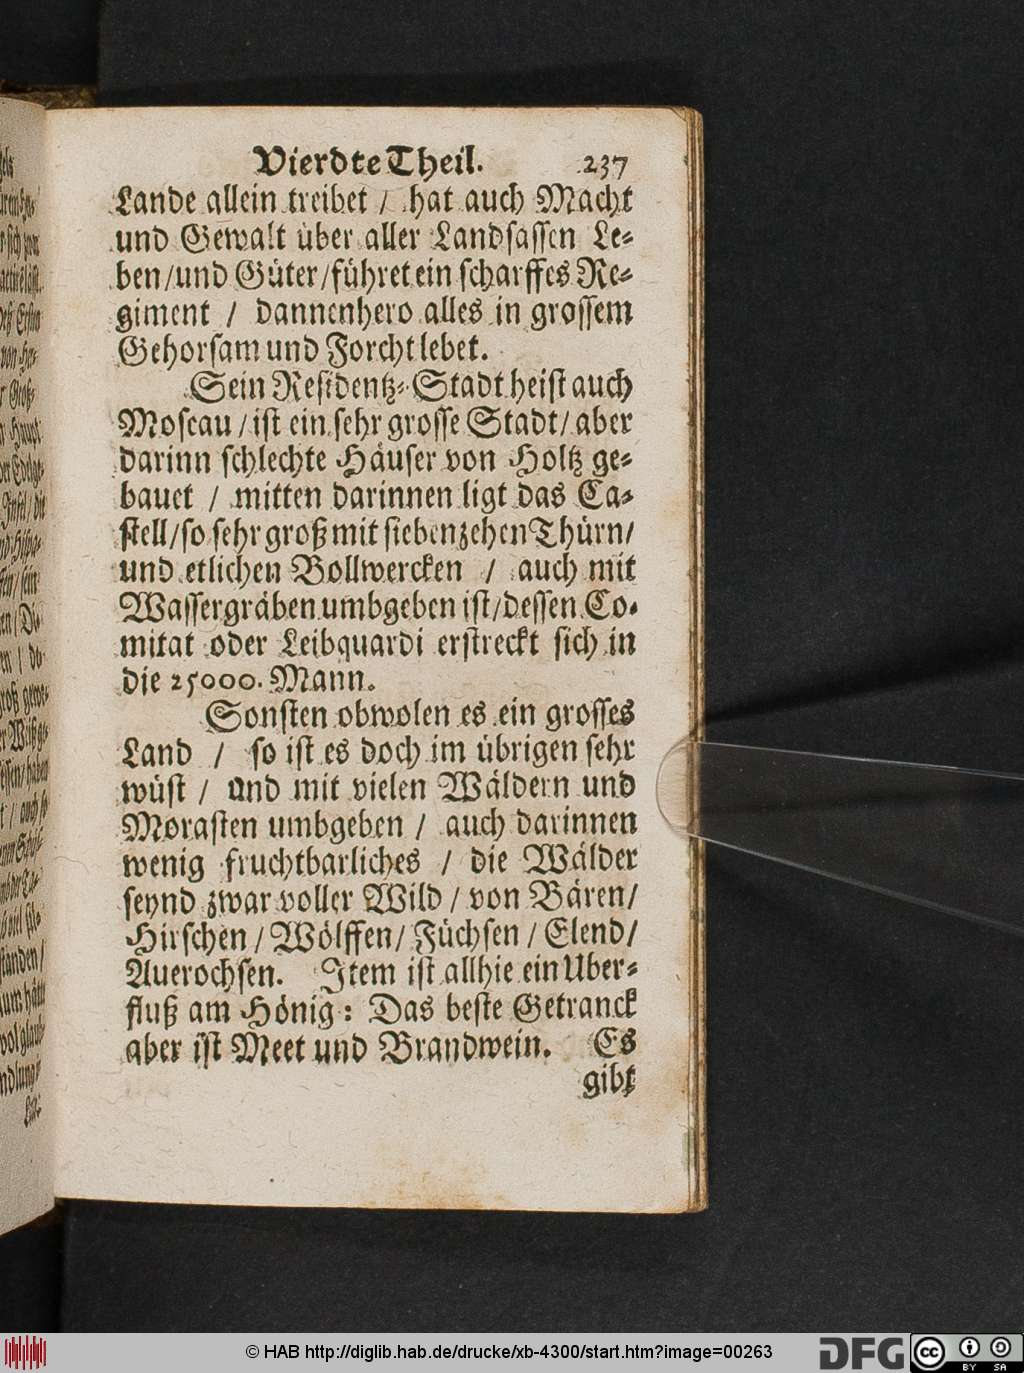 Vierdte Theil. 237
Lande allein treibet / hat auch Macht
und Gewalt über aller Landsassen Le-
ben/und Güter/führet ein scharffes Re-
giment / dannenhero alles in grossem
Gehorsam und Forcht lebet.
Sein Residentz-Stadt heist auch
Moscau / ist ein sehr grosse Stadt/ aber
darinn schlechte Häuser von Holtz ge-
bauet / mitten darinnen ligt das Ca-
stell/so sehr groß mit siebenzehen Thürn/
und etlichen Bollwercken / auch mit
Wassergräben umbgeben ist/dessen Co-
mitat oder Leibquardi erstreckt sich in
die 25000. Mann.
Sonsten obwolen es ein grosses
Land / so ist es doch im übrigen sehr
wüst / und mit vielen Wäldern und
Morasten umbgeben / auch darinnen
wenig fruchtbarliches / die Wälder
seynd zwar voller Wild / von Bären/
Hirschen / Wölffen/ Füchsen / Elend/
Auerochsen. Item ist allhie ein Uber-
fluß am Hönig: Das beste Getranck
aber ist Meet und Brandwein. Es
gibt
© HAB http://diglib.hab.de/drucke/xb-4300/start.htm?image=00263
DFG
cc
BY SA